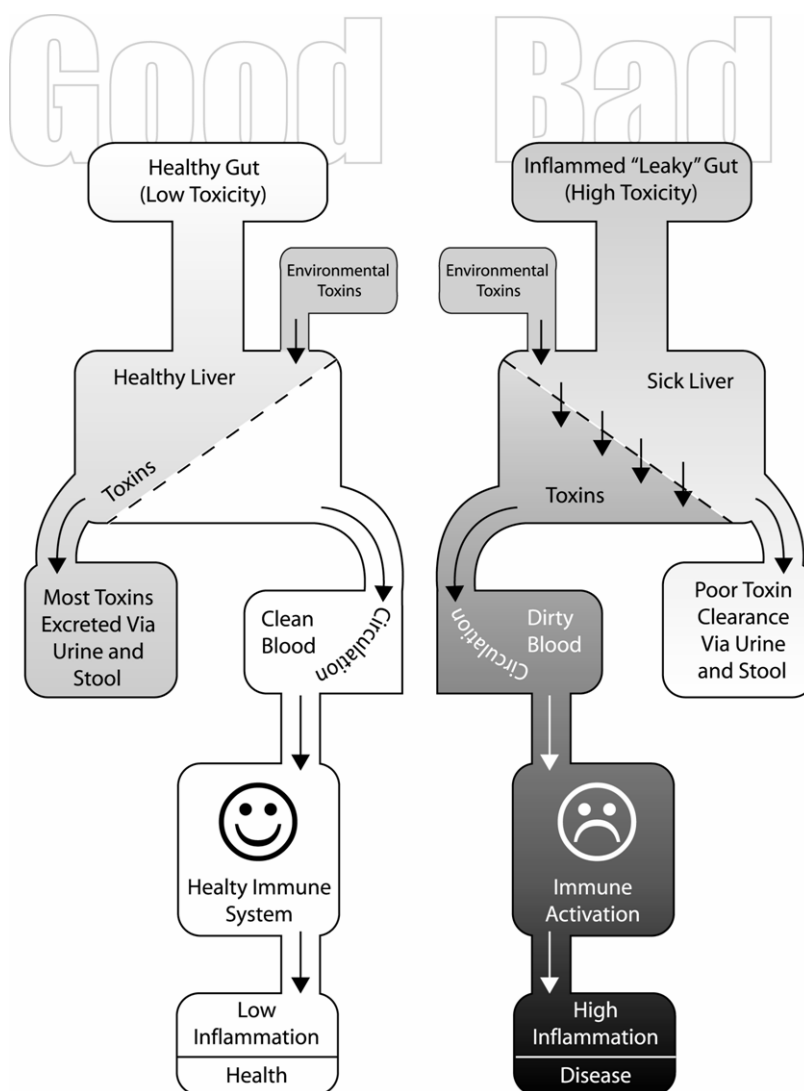 Good
Healthy Gut
(Low Toxicity)
Environmental
Toxins
Healthy Liver
Toxins
Most Toxins
Excreted Via
Urine and
Stool
Clean
Blood
Circulation
Healty Immune
System
Low
Inflammation
Health
Bad
Inflammed “Leaky” Gut
(High Toxicity)
Environmental
Toxins
Sick Liver
Toxins
Circulation
Dirty
Blood
Poor Toxin
Clearance
Via Urine
and Stool
Immune
Activation
High
Inflammation
Disease